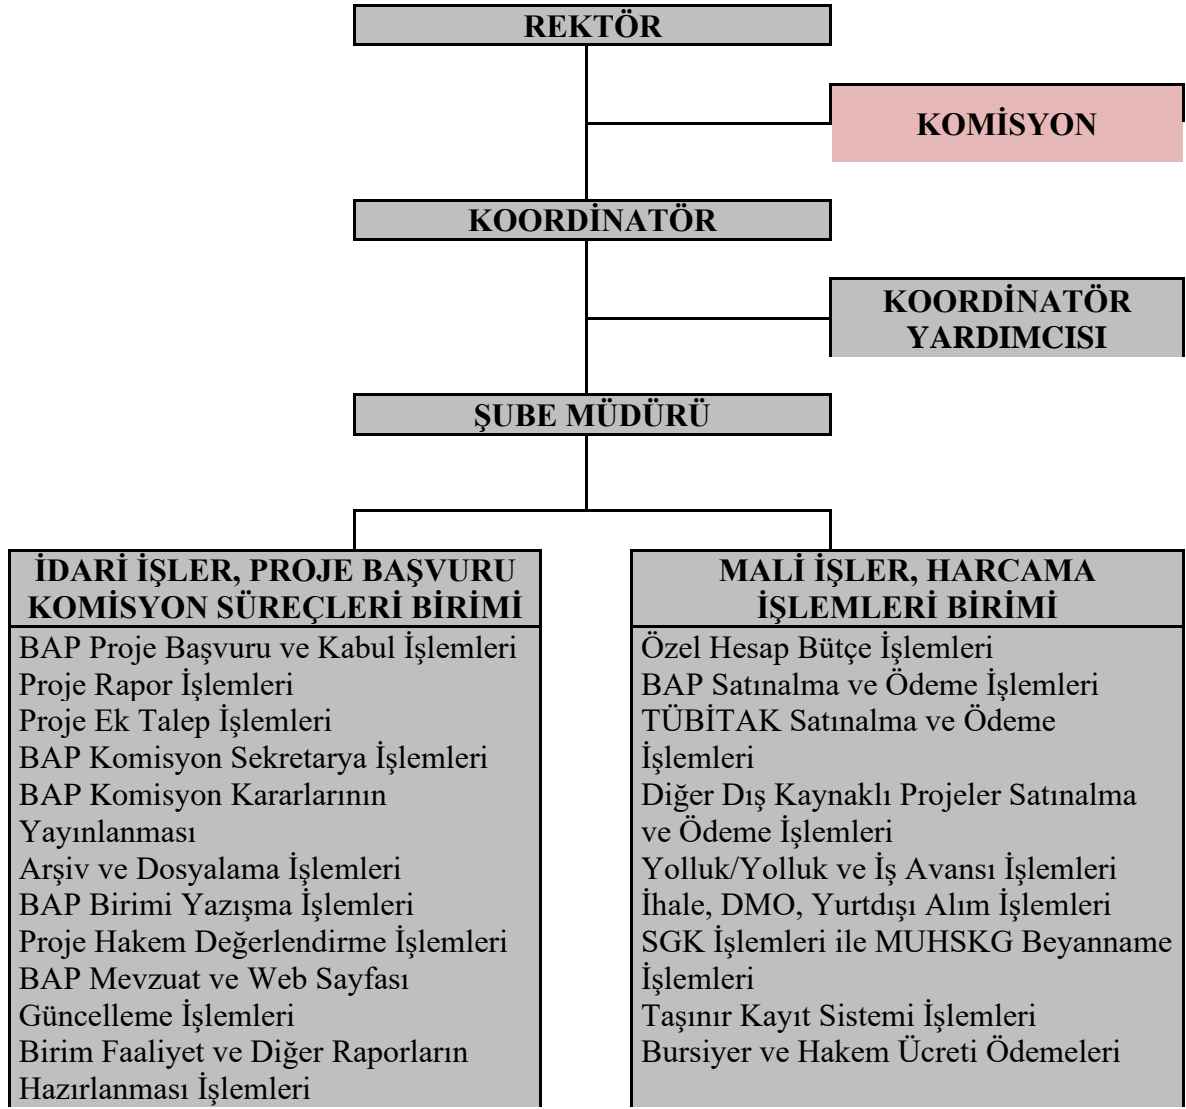 REKTÖR
KOMİSYON
KOORDİNATÖR
KOORDİNATÖR
YARDIMCISI
ŞUBE MÜDÜRÜ
İDARİ İŞLER, PROJE BAŞVURU
KOMİSYON SÜREÇLERİ BİRİMİ
BAP Proje Başvuru ve Kabul İşlemleri
Proje Rapor İşlemleri
Proje Ek Talep İşlemleri
BAP Komisyon Sekretarya İşlemleri
BAP Komisyon Kararlarının
Yayınlanması
Arşiv ve Dosyalama İşlemleri
BAP Birimi Yazışma İşlemleri
Proje Hakem Değerlendirme İşlemleri
BAP Mevzuat ve Web Sayfası
Güncelleme İşlemleri
Birim Faaliyet ve Diğer Raporların
Hazırlanması İşlemleri
MALİ İŞLER, HARCAMA
İŞLEMLERİ BİRİMİ
Özel Hesap Bütçe İşlemleri
BAP Satınalma ve Ödeme İşlemleri
TÜBİTAK Satınalma ve Ödeme
İşlemleri
Diğer Dış Kaynaklı Projeler Satınalma
ve Ödeme İşlemleri
Yolluk/Yolluk ve İş Avansı İşlemleri
İhale, DMO, Yurtdışı Alım İşlemleri
SGK İşlemleri ile MUHSKG Beyanname
İşlemleri
Taşınır Kayıt Sistemi İşlemleri
Bursiyer ve Hakem Ücreti Ödemeleri